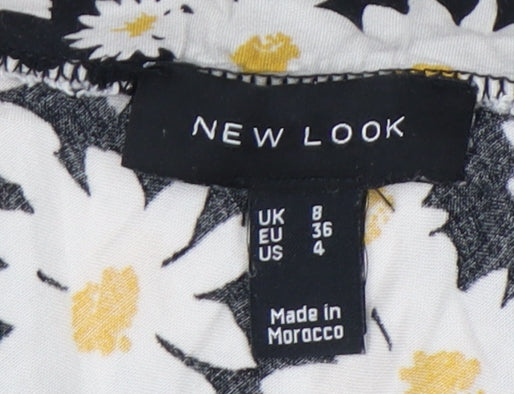 NEW LOOK
UK 8
EU 36
US 4
Made in
Morocco